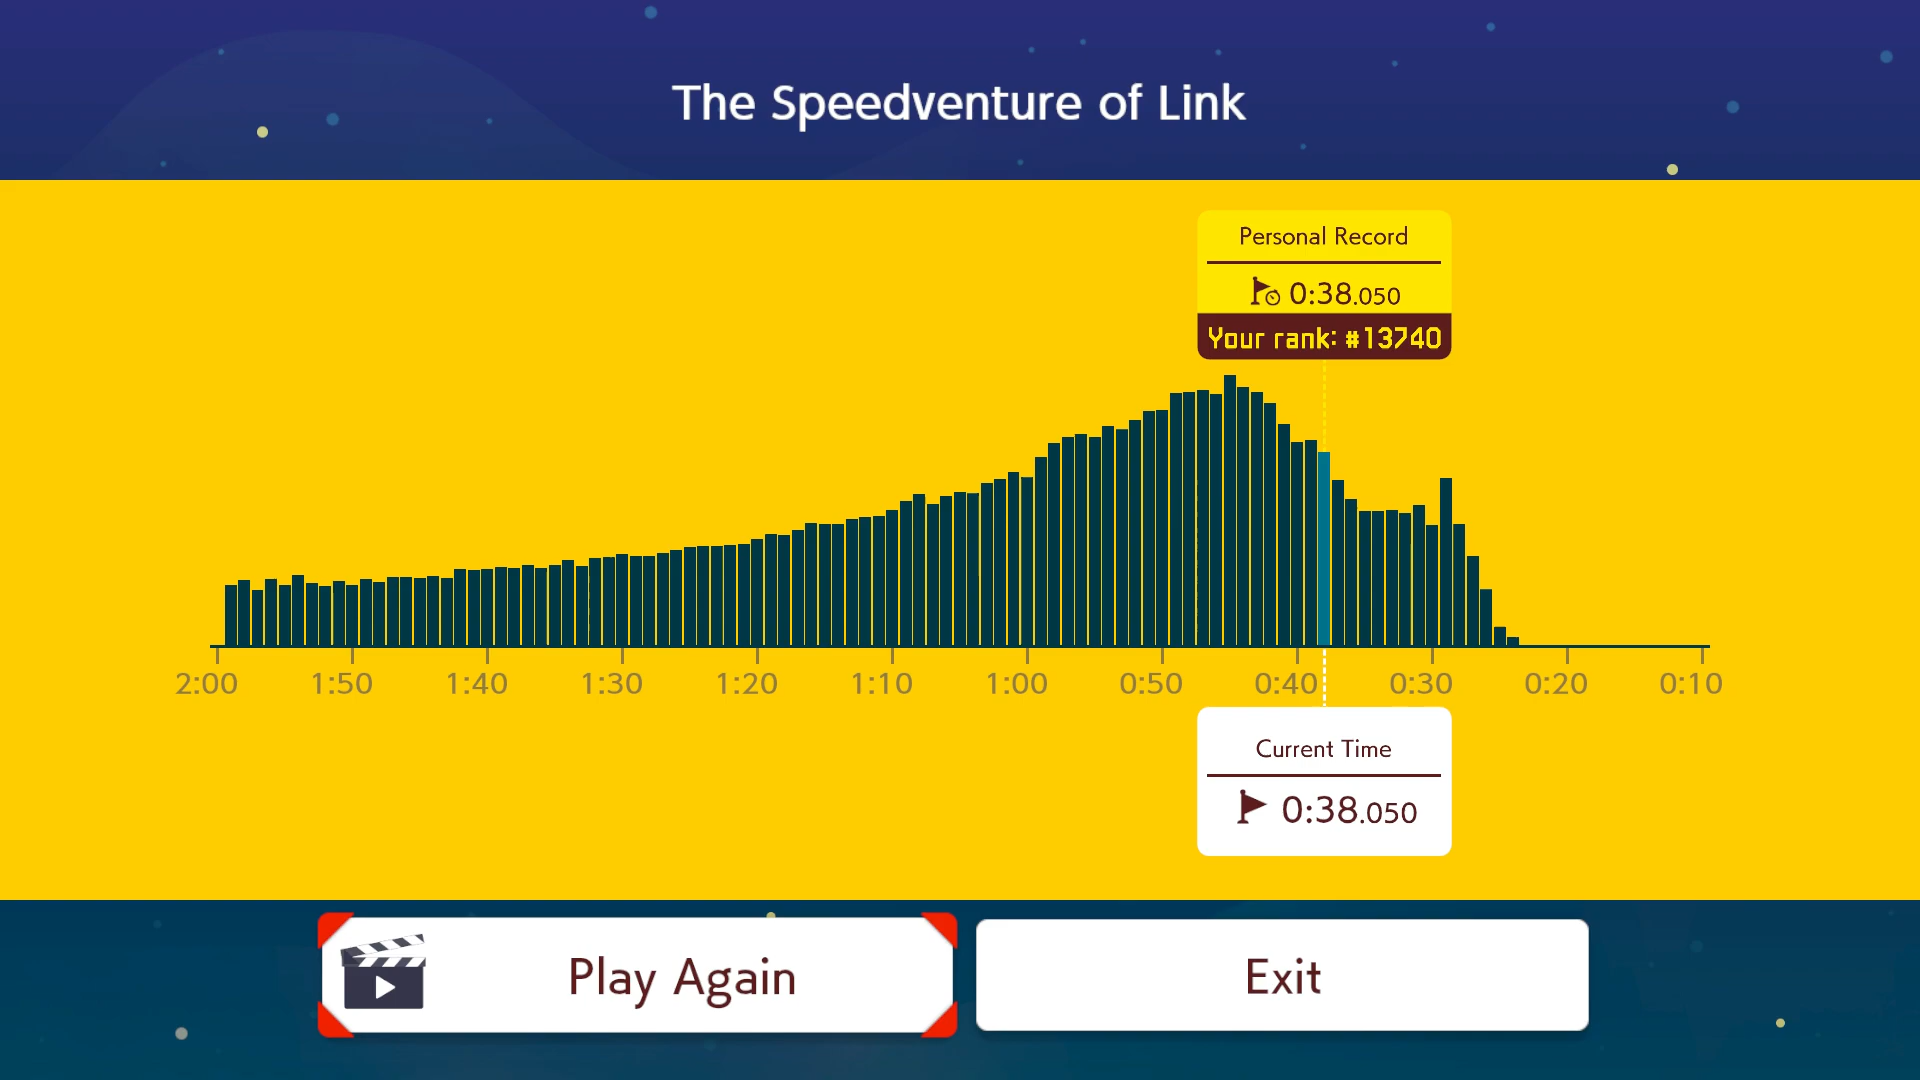 The Speedventure of Link
Personal Record
0:38.050
Your rank: #13740
2:00 1:50 1:40 1:30 1:20 1:10 1:00 0:50 0:40 0:30 0:20 0:10
Current Time
0:38.050
Play Again
Exit